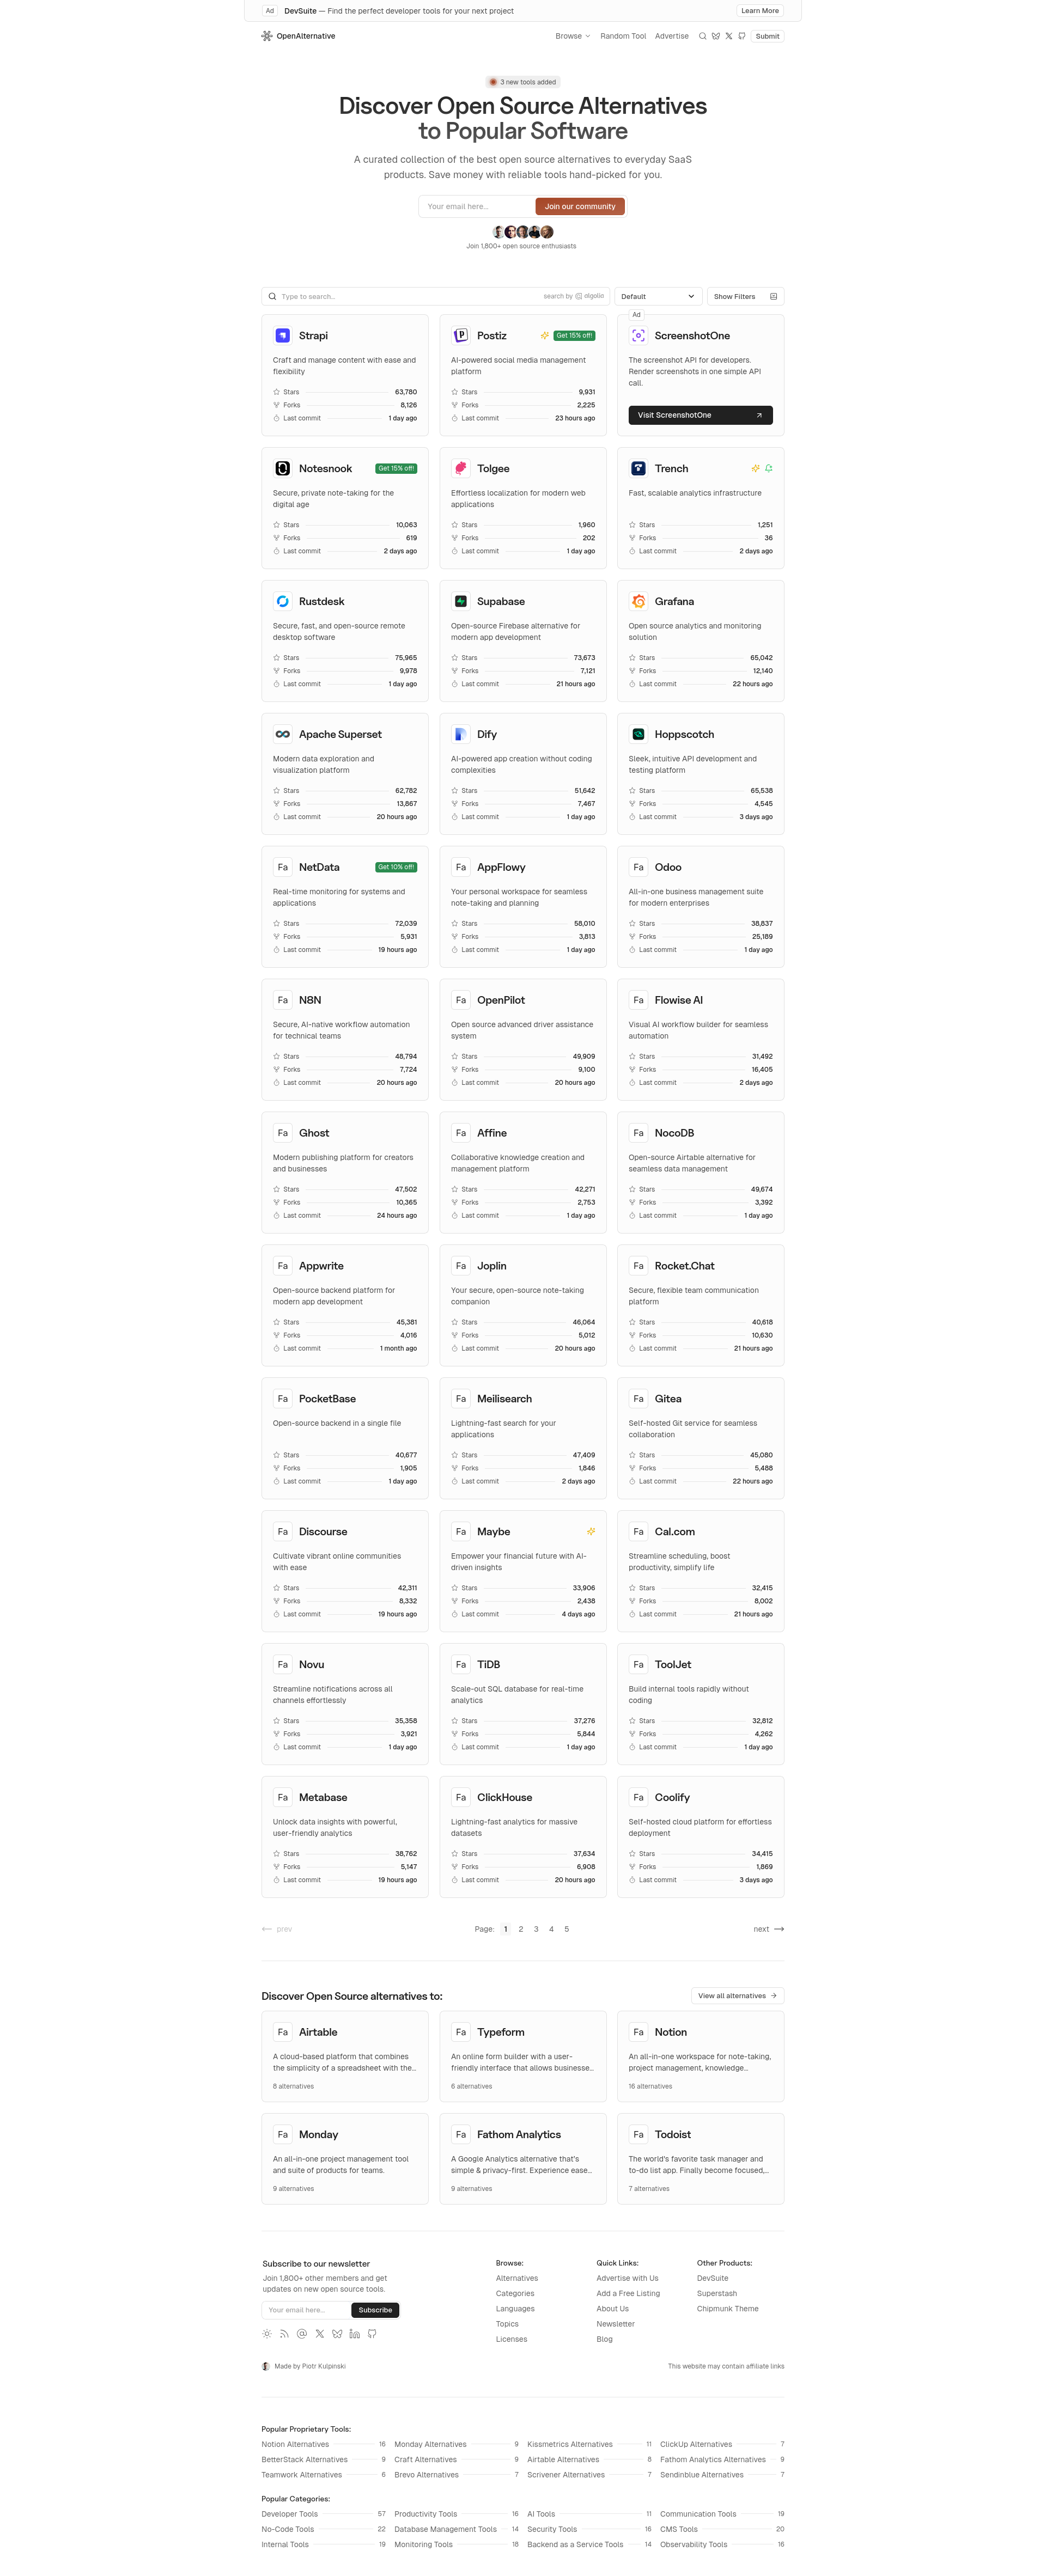 Ad DevSuite — Find the perfect developer tools for your next project Learn More
OpenAlternative Browse Random Tool Advertise Submit
3 new tools added
Discover Open Source Alternatives
to Popular Software
A curated collection of the best open source alternatives to everyday SaaS
products. Save money with reliable tools hand-picked for you.
Your email here... Join our community
Join 1,800+ open source enthusiasts
Type to search... search by algolia Default Show Filters
Strapi
Craft and manage content with ease and
flexibility
Stars 63,780
Forks 8,126
Last commit 1 day ago
Postiz Get 15% off!
AI-powered social media management
platform
Stars 9,931
Forks 2,225
Last commit 23 hours ago
Ad
ScreenshotOne
The screenshot API for developers.
Render screenshots in one simple API
call.
Visit ScreenshotOne
Notesnook Get 15% off!
Secure, private note-taking for the
digital age
Stars 10,063
Forks 619
Last commit 2 days ago
Tolgee
Effortless localization for modern web
applications
Stars 1,960
Forks 202
Last commit 1 day ago
Trench
Fast, scalable analytics infrastructure
Stars 1,251
Forks 36
Last commit 2 days ago
Rustdesk
Secure, fast, and open-source remote
desktop software
Stars 75,965
Forks 9,978
Last commit 1 day ago
Supabase
Open-source Firebase alternative for
modern app development
Stars 73,673
Forks 7,121
Last commit 21 hours ago
Grafana
Open source analytics and monitoring
solution
Stars 65,042
Forks 12,140
Last commit 22 hours ago
Apache Superset
Modern data exploration and
visualization platform
Stars 62,782
Forks 13,867
Last commit 20 hours ago
Dify
AI-powered app creation without coding
complexities
Stars 51,642
Forks 7,467
Last commit 1 day ago
Hoppscotch
Sleek, intuitive API development and
testing platform
Stars 65,538
Forks 4,545
Last commit 3 days ago
Fa NetData Get 10% off!
Real-time monitoring for systems and
applications
Stars 72,039
Forks 5,931
Last commit 19 hours ago
Fa AppFlowy
Your personal workspace for seamless
note-taking and planning
Stars 58,010
Forks 3,813
Last commit 1 day ago
Fa Odoo
All-in-one business management suite
for modern enterprises
Stars 38,837
Forks 25,189
Last commit 1 day ago
Fa N8N
Secure, AI-native workflow automation
for technical teams
Stars 48,794
Forks 7,724
Last commit 20 hours ago
Fa OpenPilot
Open source advanced driver assistance
system
Stars 49,909
Forks 9,100
Last commit 20 hours ago
Fa Flowise AI
Visual AI workflow builder for seamless
automation
Stars 31,492
Forks 16,405
Last commit 2 days ago
Fa Ghost
Modern publishing platform for creators
and businesses
Stars 47,502
Forks 10,365
Last commit 24 hours ago
Fa Affine
Collaborative knowledge creation and
management platform
Stars 42,271
Forks 2,753
Last commit 1 day ago
Fa NocoDB
Open-source Airtable alternative for
seamless data management
Stars 49,674
Forks 3,392
Last commit 1 day ago
Fa Appwrite
Open-source backend platform for
modern app development
Stars 45,381
Forks 4,016
Last commit 1 month ago
Fa Joplin
Your secure, open-source note-taking
companion
Stars 46,064
Forks 5,012
Last commit 20 hours ago
Fa Rocket.Chat
Secure, flexible team communication
platform
Stars 40,618
Forks 10,630
Last commit 21 hours ago
Fa PocketBase
Open-source backend in a single file
Stars 40,677
Forks 1,905
Last commit 1 day ago
Fa Meilisearch
Lightning-fast search for your
applications
Stars 47,409
Forks 1,846
Last commit 2 days ago
Fa Gitea
Self-hosted Git service for seamless
collaboration
Stars 45,080
Forks 5,488
Last commit 22 hours ago
Fa Discourse
Cultivate vibrant online communities
with ease
Stars 42,311
Forks 8,332
Last commit 19 hours ago
Fa Maybe
Empower your financial future with AI-
driven insights
Stars 33,906
Forks 2,438
Last commit 4 days ago
Fa Cal.com
Streamline scheduling, boost
productivity, simplify life
Stars 32,415
Forks 8,002
Last commit 21 hours ago
Fa Novu
Streamline notifications across all
channels effortlessly
Stars 35,358
Forks 3,921
Last commit 1 day ago
Fa TiDB
Scale-out SQL database for real-time
analytics
Stars 37,276
Forks 5,844
Last commit 1 day ago
Fa ToolJet
Build internal tools rapidly without
coding
Stars 32,812
Forks 4,262
Last commit 1 day ago
Fa Metabase
Unlock data insights with powerful,
user-friendly analytics
Stars 38,762
Forks 5,147
Last commit 19 hours ago
Fa ClickHouse
Lightning-fast analytics for massive
datasets
Stars 37,634
Forks 6,908
Last commit 20 hours ago
Fa Coolify
Self-hosted cloud platform for effortless
deployment
Stars 34,415
Forks 1,869
Last commit 3 days ago
prev Page: 1 2 3 4 5 next
Discover Open Source alternatives to: View all alternatives
Fa Airtable
A cloud-based platform that combines
the simplicity of a spreadsheet with the...
8 alternatives
Fa Typeform
An online form builder with a user-
friendly interface that allows businesse...
6 alternatives
Fa Notion
An all-in-one workspace for note-taking,
project management, knowledge...
16 alternatives
Fa Monday
An all-in-one project management tool
and suite of products for teams.
9 alternatives
Fa Fathom Analytics
A Google Analytics alternative that's
simple & privacy-first. Experience ease...
9 alternatives
Fa Todoist
The world's favorite task manager and
to-do list app. Finally become focused,...
7 alternatives
Subscribe to our newsletter
Join 1,800+ other members and get
updates on new open source tools.
Your email here... Subscribe
Browse:
Alternatives
Categories
Languages
Topics
Licenses
Quick Links:
Advertise with Us
Add a Free Listing
About Us
Newsletter
Blog
Other Products:
DevSuite
Superstash
Chipmunk Theme
Made by Piotr Kulpinski This website may contain affiliate links
Popular Proprietary Tools:
Notion Alternatives 16 Monday Alternatives 9 Kissmetrics Alternatives 11 ClickUp Alternatives 7
BetterStack Alternatives 9 Craft Alternatives 9 Airtable Alternatives 8 Fathom Analytics Alternatives 9
Teamwork Alternatives 6 Brevo Alternatives 7 Scrivener Alternatives 7 Sendinblue Alternatives 7
Popular Categories:
Developer Tools 57 Productivity Tools 16 AI Tools 11 Communication Tools 19
No-Code Tools 22 Database Management Tools 14 Security Tools 16 CMS Tools 20
Internal Tools 19 Monitoring Tools 18 Backend as a Service Tools 14 Observability Tools 16